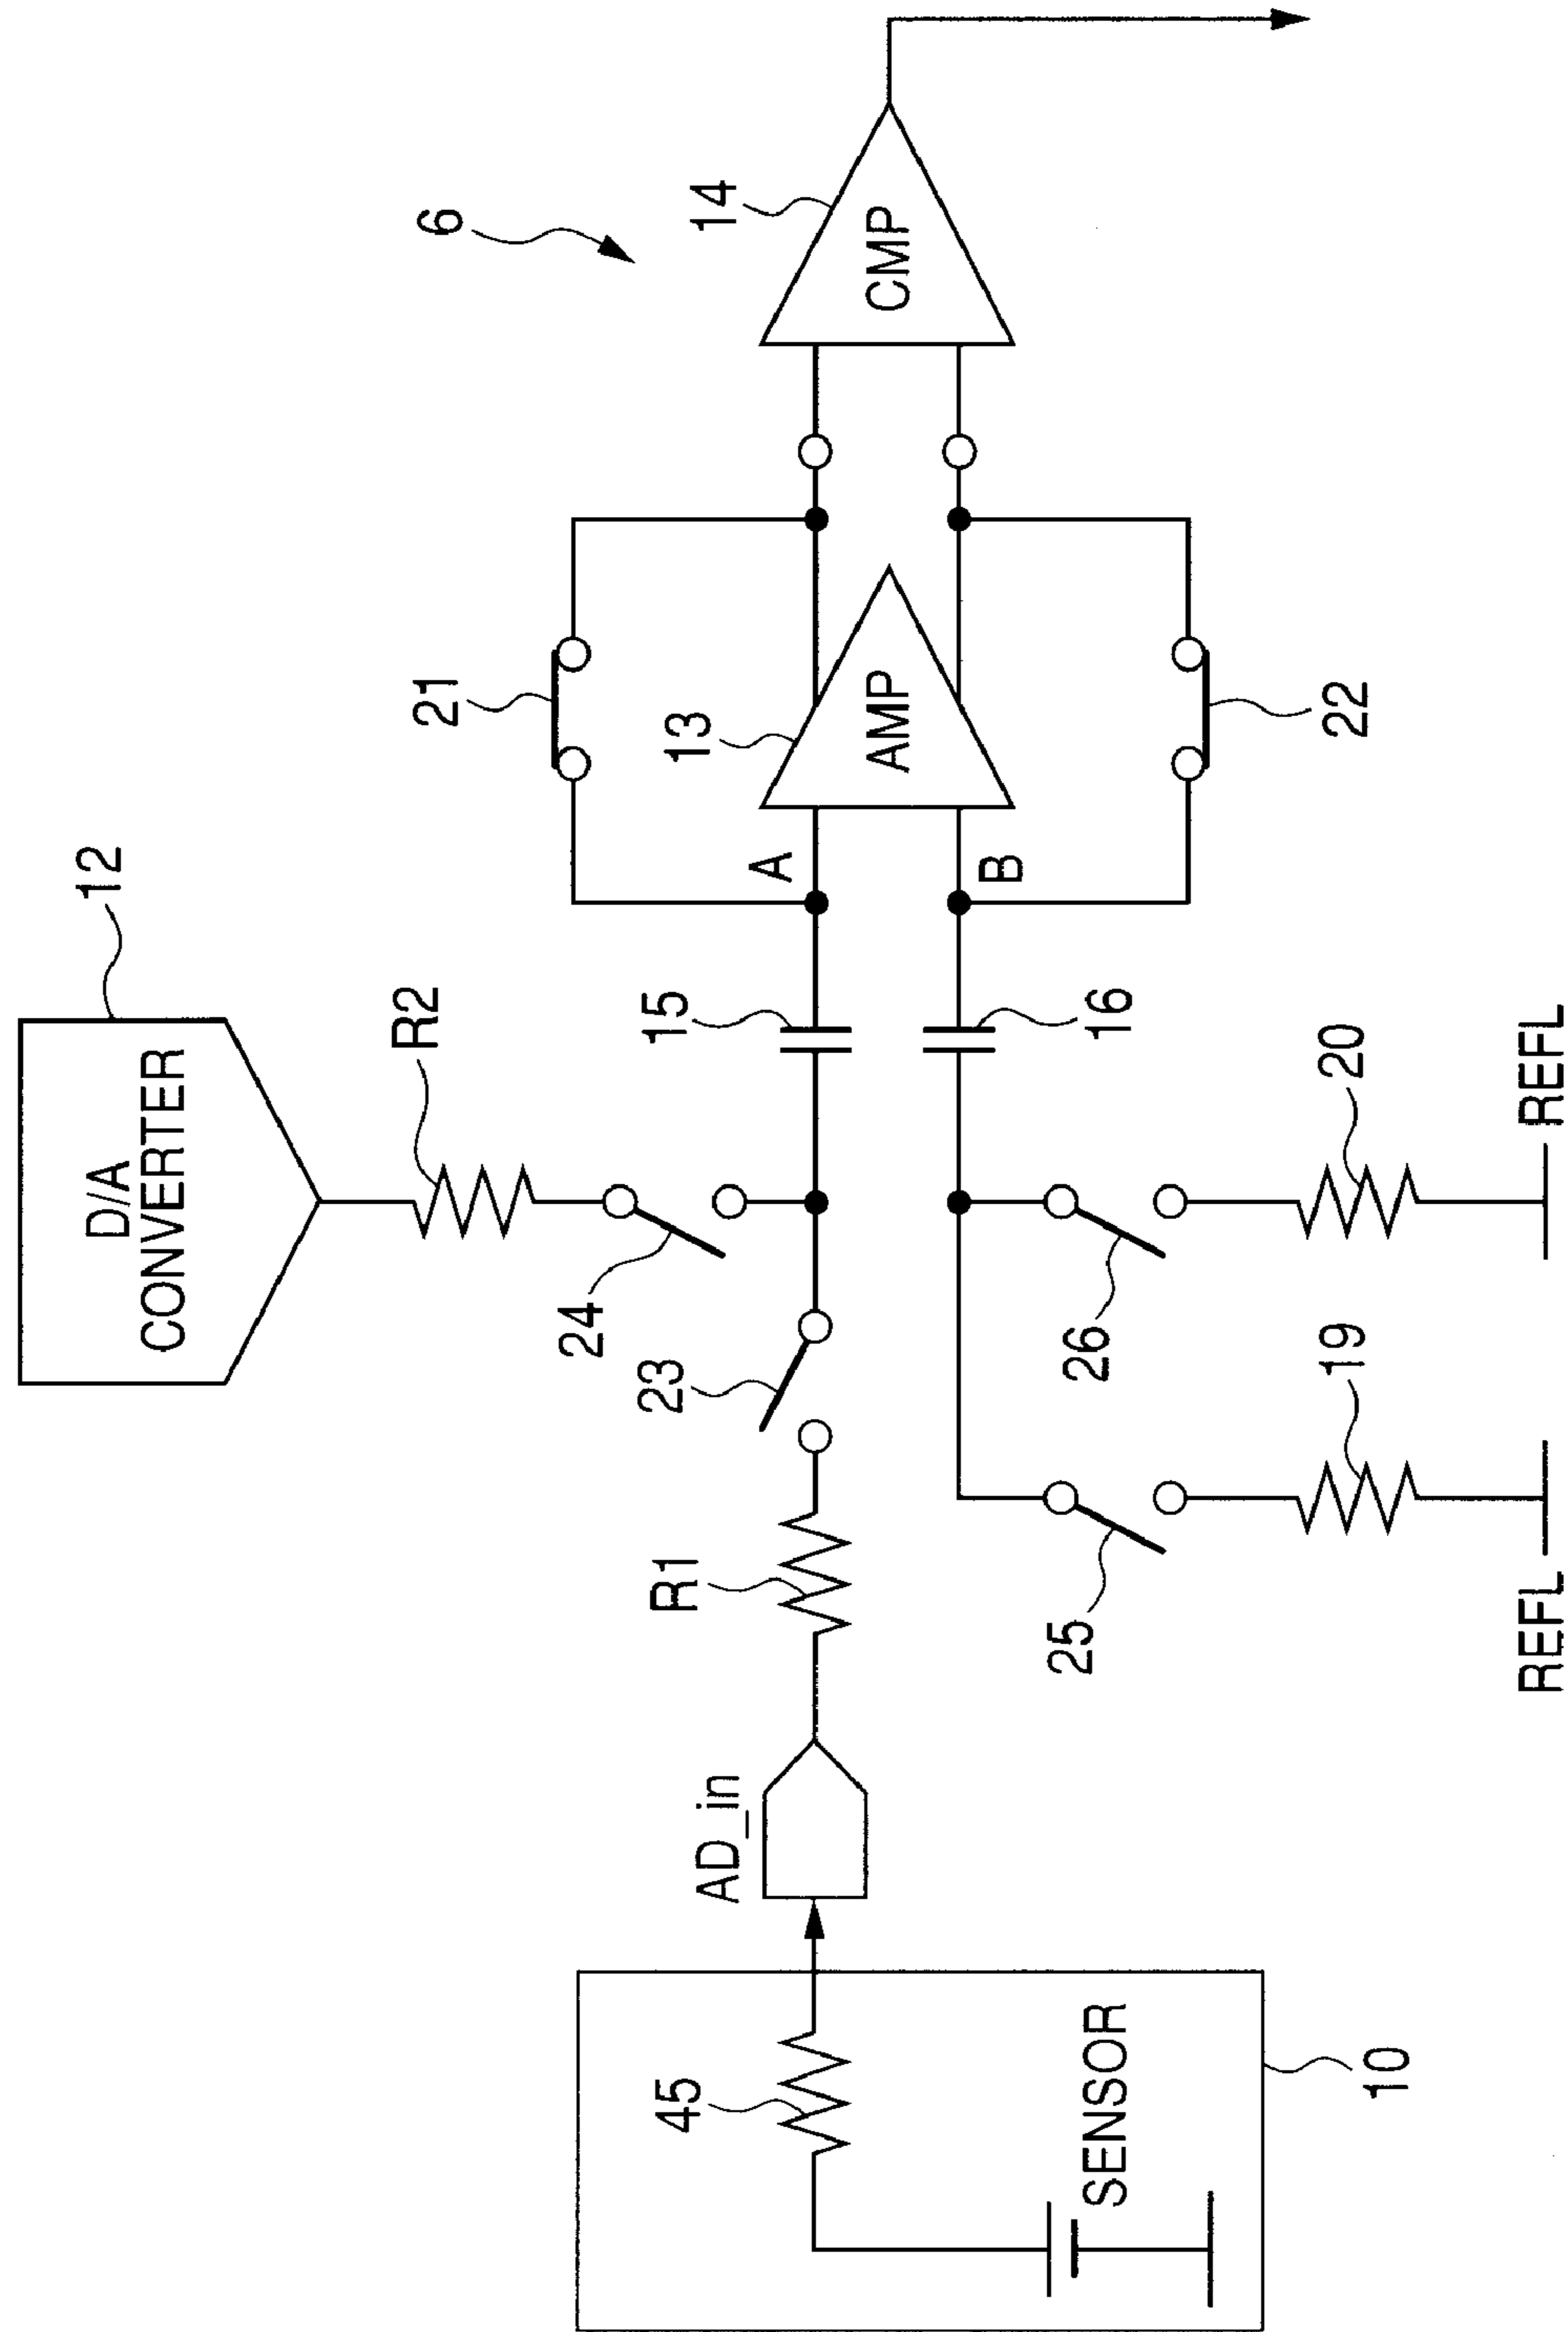 12
D/A
CONVERTER
R2
6
14
CMP
21
13
AMP
A
B
22
24
15
23
16
R1
26
20
REFL
25
19
REFL
AD_in
45
SENSOR
10